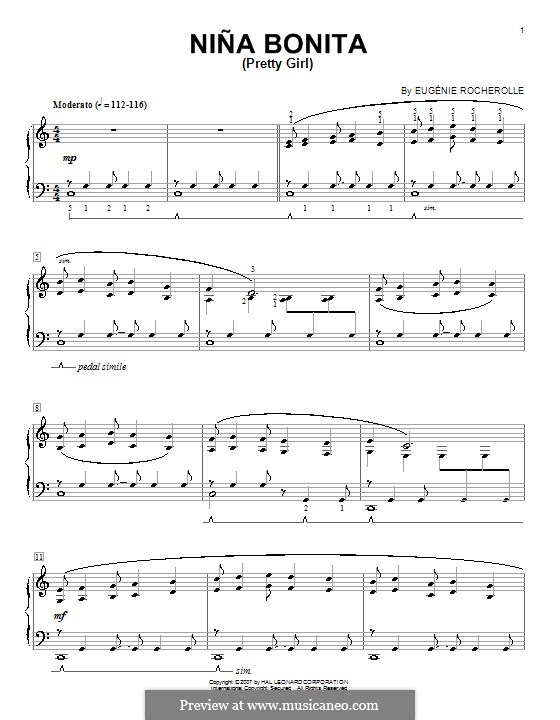 1
NIÑA BONITA
(Pretty Girl)
By EUGÉNIE ROCHEROLLE
Moderato (♩ = 112-116)
mp
5 1 2 1 2 1 1 1 1 sim.
5
sim.
3
2
2
1
pedal simile
8
2 1
11
mf
sim.
Copyright © 2007 by HAL LEONARD CORPORATION
International Copyright Secured All Rights Reserved
Preview at www.musicaneo.com